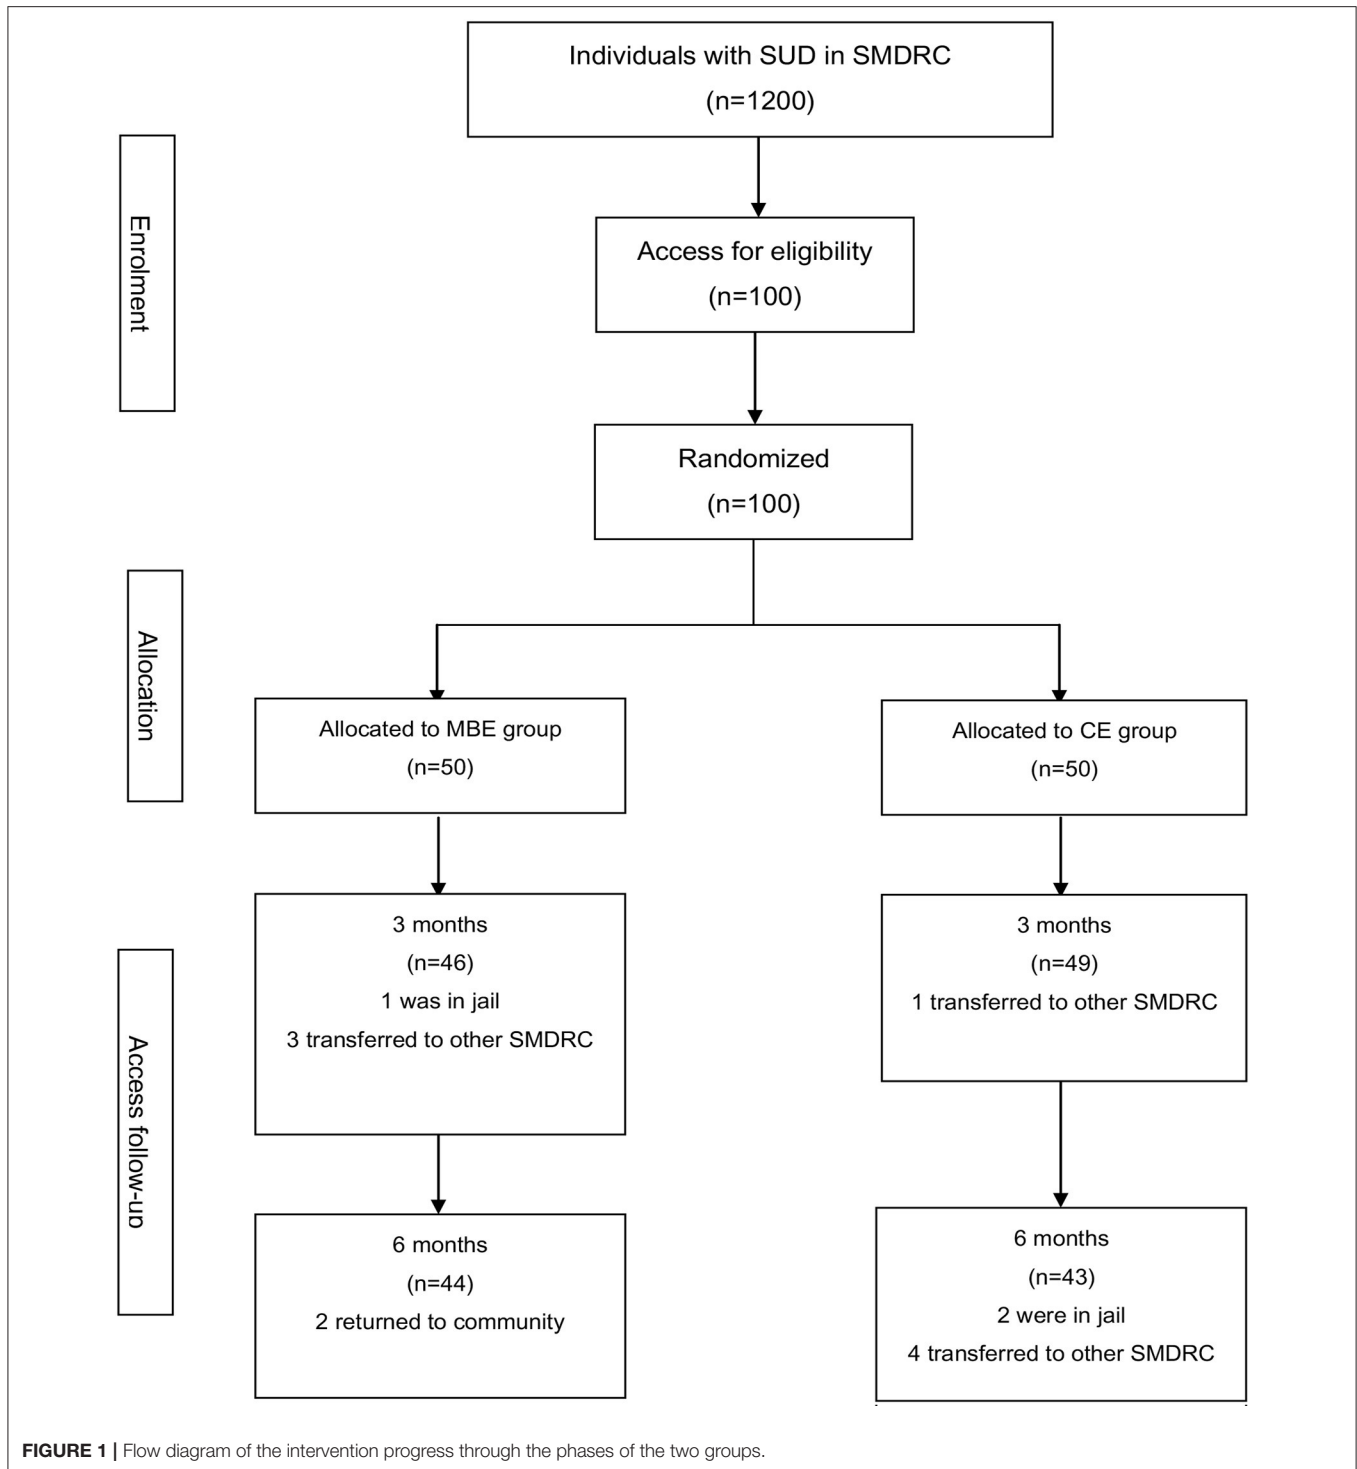 Individuals with SUD in SMDRC
(n=1200)
Enrolment
Access for eligibility
(n=100)
Randomized
(n=100)
Allocation
Allocated to MBE group
(n=50)
Allocated to CE group
(n=50)
Access follow-up
3 months
(n=46)
1 was in jail
3 transferred to other SMDRC
3 months
(n=49)
1 transferred to other SMDRC
6 months
(n=44)
2 returned to community
6 months
(n=43)
2 were in jail
4 transferred to other SMDRC
FIGURE 1 | Flow diagram of the intervention progress through the phases of the two groups.